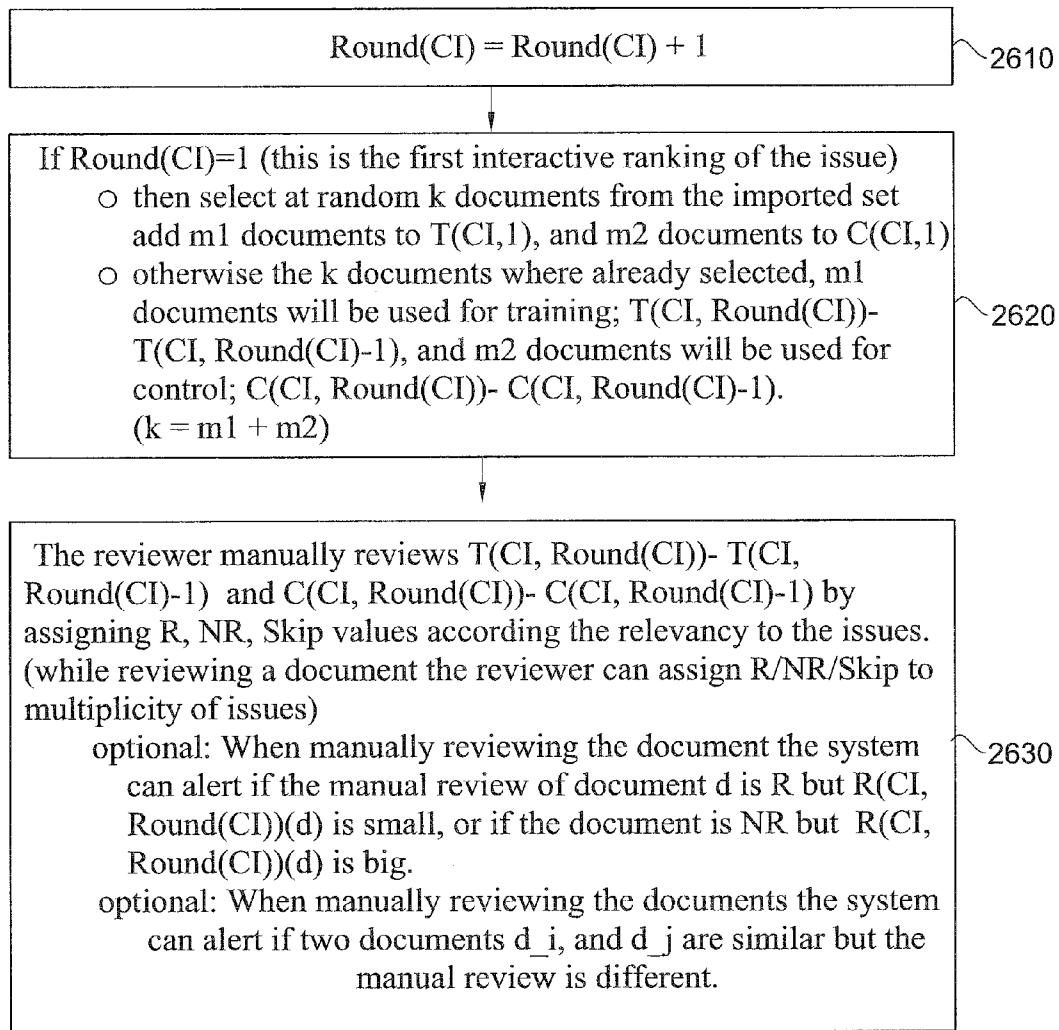 Round(CI) = Round(CI) + 1
2610
If Round(CI)=1 (this is the first interactive ranking of the issue)
○ then select at random k documents from the imported set
add m1 documents to T(CI,1), and m2 documents to C(CI,1)
○ otherwise the k documents where already selected, m1
documents will be used for training; T(CI, Round(CI))-
T(CI, Round(CI)-1), and m2 documents will be used for
control; C(CI, Round(CI))- C(CI, Round(CI)-1).
(k = m1 + m2)
2620
The reviewer manually reviews T(CI, Round(CI))- T(CI,
Round(CI)-1) and C(CI, Round(CI))- C(CI, Round(CI)-1) by
assigning R, NR, Skip values according the relevancy to the issues.
(while reviewing a document the reviewer can assign R/NR/Skip to
multiplicity of issues)
optional: When manually reviewing the document the system
can alert if the manual review of document d is R but R(CI,
Round(CI))(d) is small, or if the document is NR but R(CI,
Round(CI))(d) is big.
optional: When manually reviewing the documents the system
can alert if two documents d_i, and d_j are similar but the
manual review is different.
2630